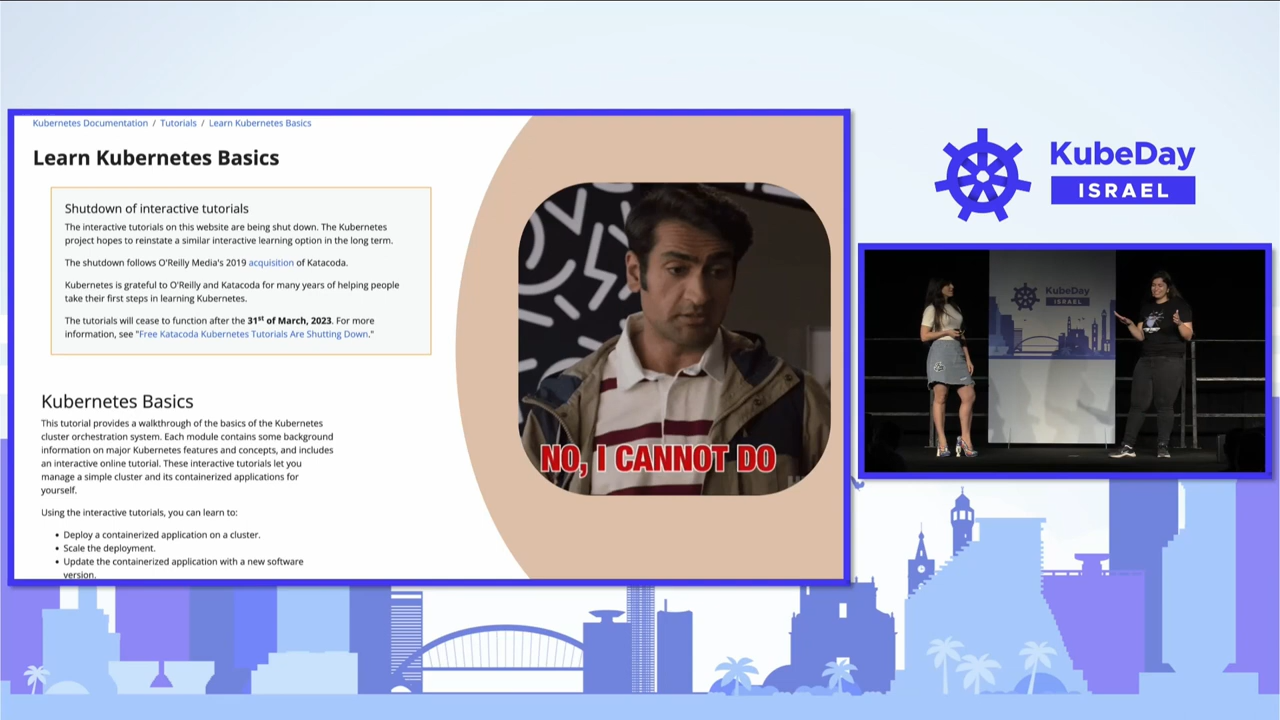 Kubernetes Documentation / Tutorials / Learn Kubernetes Basics
Learn Kubernetes Basics
Shutdown of interactive tutorials
The interactive tutorials on this website are being shut down. The Kubernetes
project hopes to reinstate a similar interactive learning option in the long term.
The shutdown follows O'Reilly Media's 2019 acquisition of Katacoda.
Kubernetes is grateful to O'Reilly and Katacoda for many years of helping people
take their first steps in learning Kubernetes.
The tutorials will cease to function after the 31st of March, 2023. For more
information, see "Free Katacoda Kubernetes Tutorials Are Shutting Down."
Kubernetes Basics
This tutorial provides a walkthrough of the basics of the Kubernetes
cluster orchestration system. Each module contains some background
information on major Kubernetes features and concepts, and includes
an interactive online tutorial. These interactive tutorials let you
manage a simple cluster and its containerized applications for
yourself.
Using the interactive tutorials, you can learn to:
• Deploy a containerized application on a cluster.
• Scale the deployment.
• Update the containerized application with a new software
version.
NO, I CANNOT DO
KubeDay
ISRAEL
KubeDay
ISRAEL